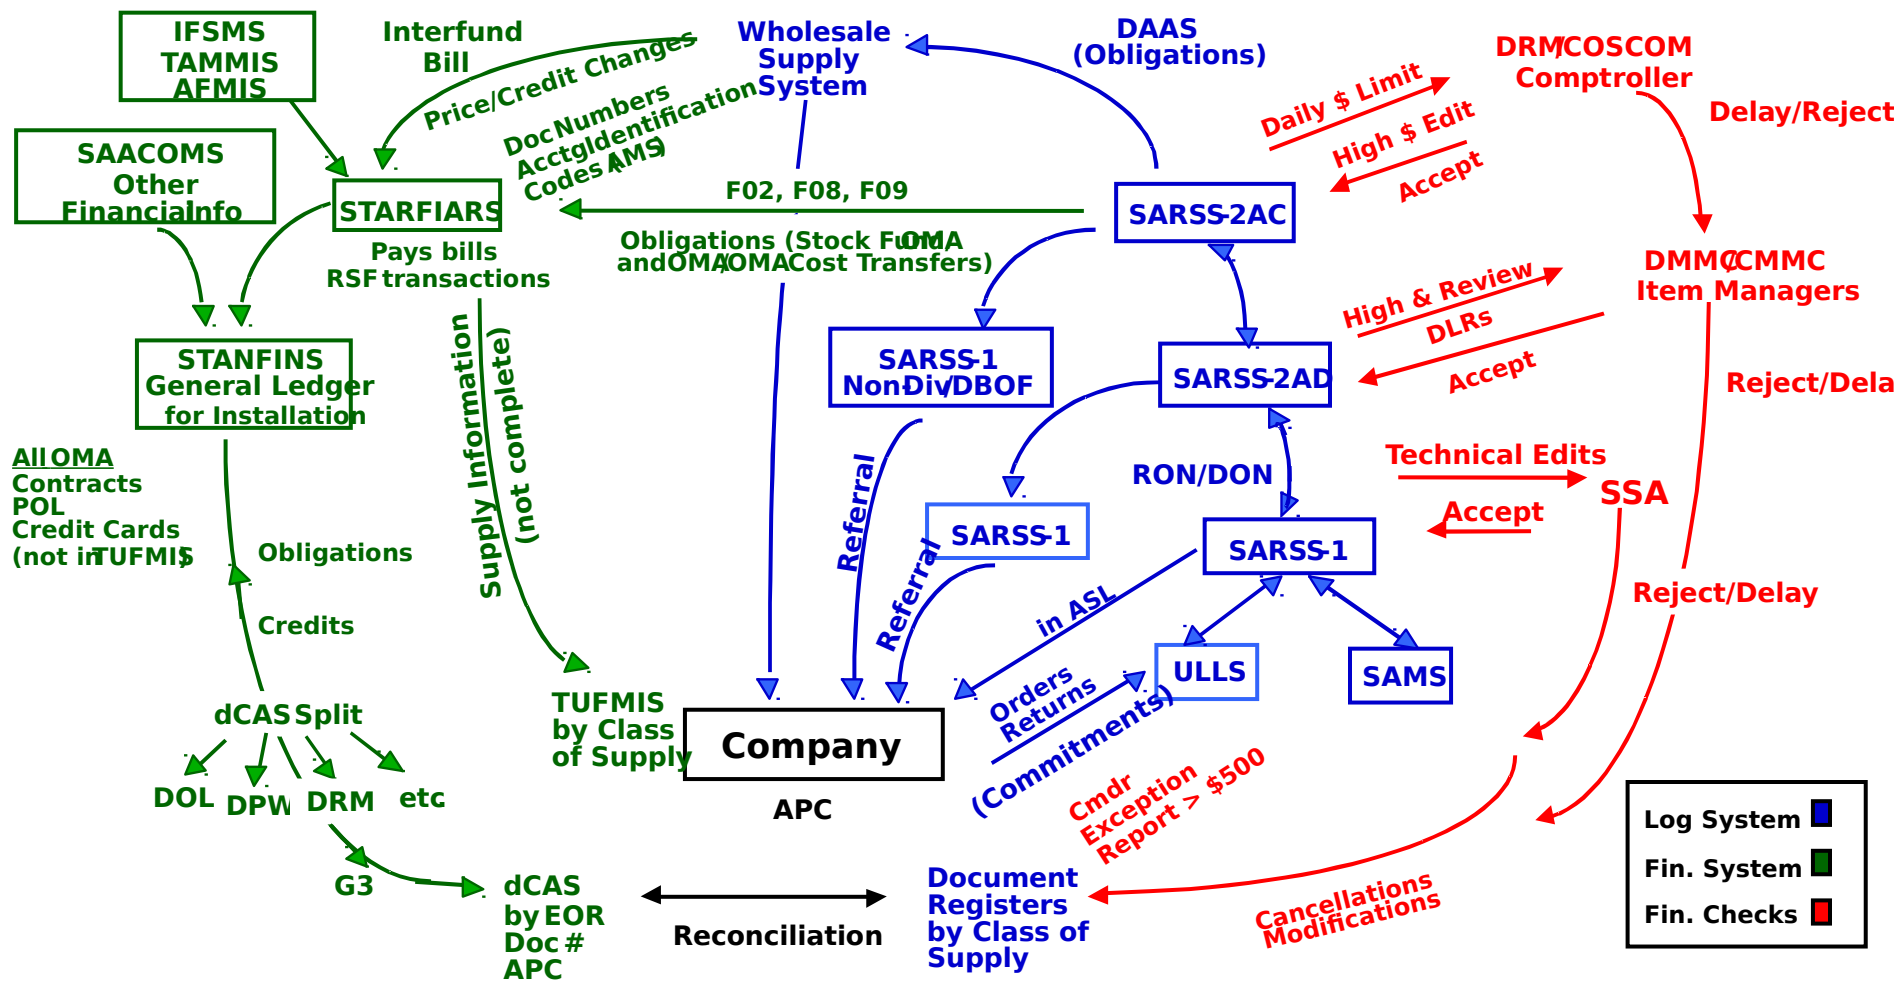 IFSMS
TAMMIS
AFMIS
Interfund
Bill
Price/Credit Changes
Doc Numbers
Acctg Identification
Codes (AMS)
Wholesale
Supply
System
DAAS
(Obligations)
DRM/COSCOM
Comptroller
Daily $ Limit
High $ Edit
Accept
Delay/Reject
SAACOMS
Other
Financial info
STARFIARS
Pays bills
RSF transactions
F02, F08, F09
Obligations (Stock Fund, OMA
and OMA/OMA Cost Transfers)
SARSS-2AC
DMMC/CMMC
Item Managers
High & Review
DLRs
Accept
STANFINS
General Ledger
for Installation
Supply Information
(not complete)
SARSS-1
Non-Div/DBOF
SARSS-2AD
Reject/Dela
All OMA
Contracts
POL
Credit Cards
(not in TUFMIS)
Obligations
Credits
Referral
Referral
SARSS-1
RON/DON
SARSS-1
Technical Edits
Accept
SSA
Reject/Delay
in ASL
ULLS
SAMS
Orders
Returns
(Commitments)
dCAS Split
DOL
DPW
DRM
etc
TUFMIS
by Class
of Supply
Company
APC
Cmdr
Exception
Report > $500
Log System
Fin. System
Fin. Checks
G3
dCAS
by EOR
Doc #
APC
Reconciliation
Document
Registers
by Class of
Supply
Cancellations
Modifications